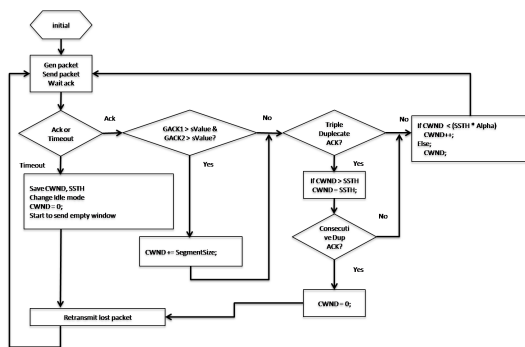 initial
Gen packet
Send packet
Wait ack
Ack or
Timeout
Ack
GACK1 > sValue &
GACK2 > sValue?
No
Triple
Duplecate
ACK?
No
If CWND < (SSTH * Alpha)
CWND++;
Else;
CWND;
Timeout
Yes
Yes
Save CWND, SSTH
Change Idle mode
CWND = 0;
Start to send empty window
If CWND > SSTH
CWND = SSTH;
No
CWND += SegmentSize;
Consecuti
ve Dup
ACK?
Yes
CWND = 0;
Retransmit lost packet